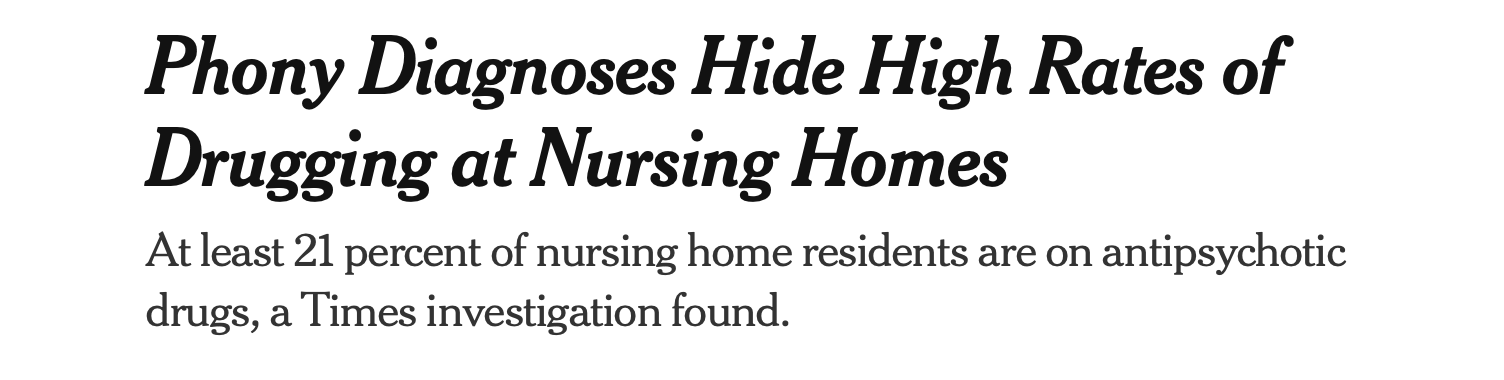 Phony Diagnoses Hide High Rates of
Drugging at Nursing Homes
At least 21 percent of nursing home residents are on antipsychotic
drugs, a Times investigation found.